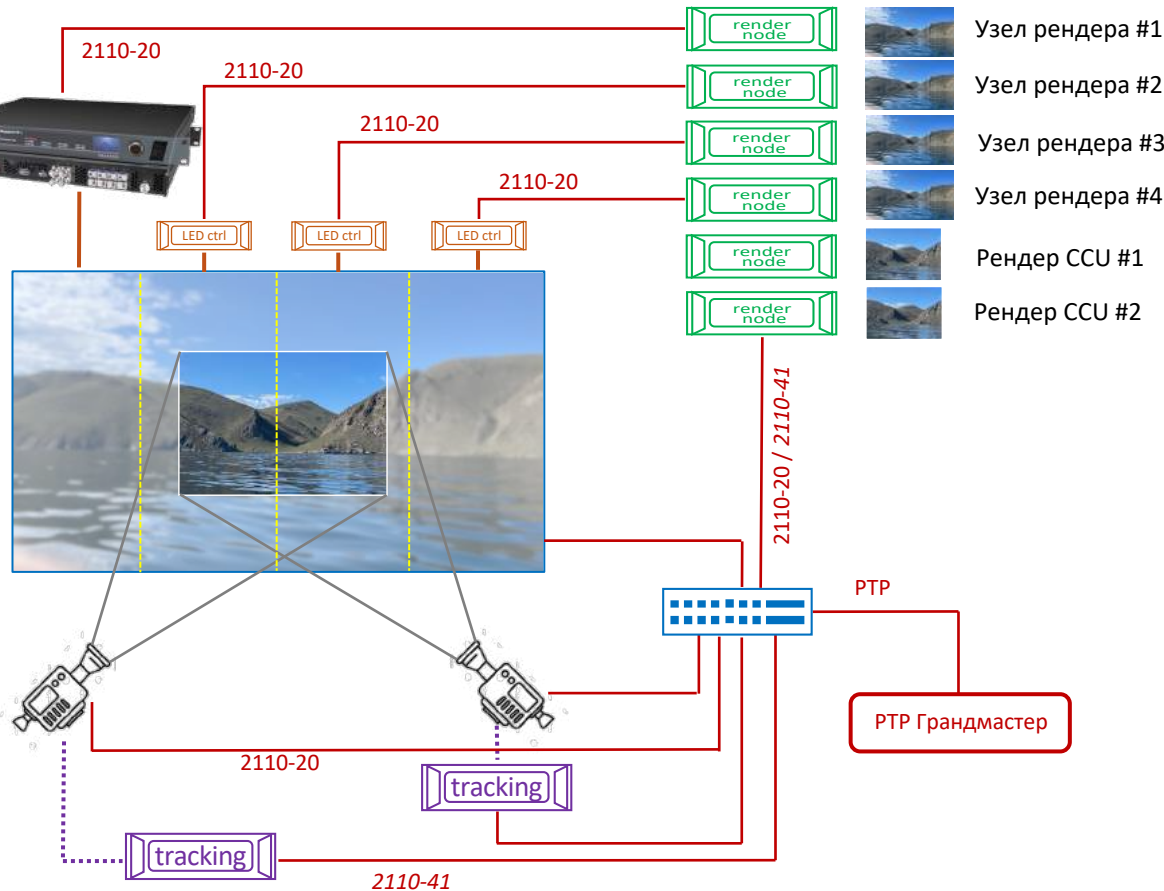 render
node
Узел рендера #1
2110-20
2110-20
render
node
Узел рендера #2
2110-20
render
node
Узел рендера #3
2110-20
render
node
Узел рендера #4
LED ctrl
LED ctrl
LED ctrl
render
node
Рендер CCU #1
render
node
Рендер CCU #2
2110-20 / 2110-41
PTP
PTP Грандмастер
2110-20
tracking
tracking
2110-41